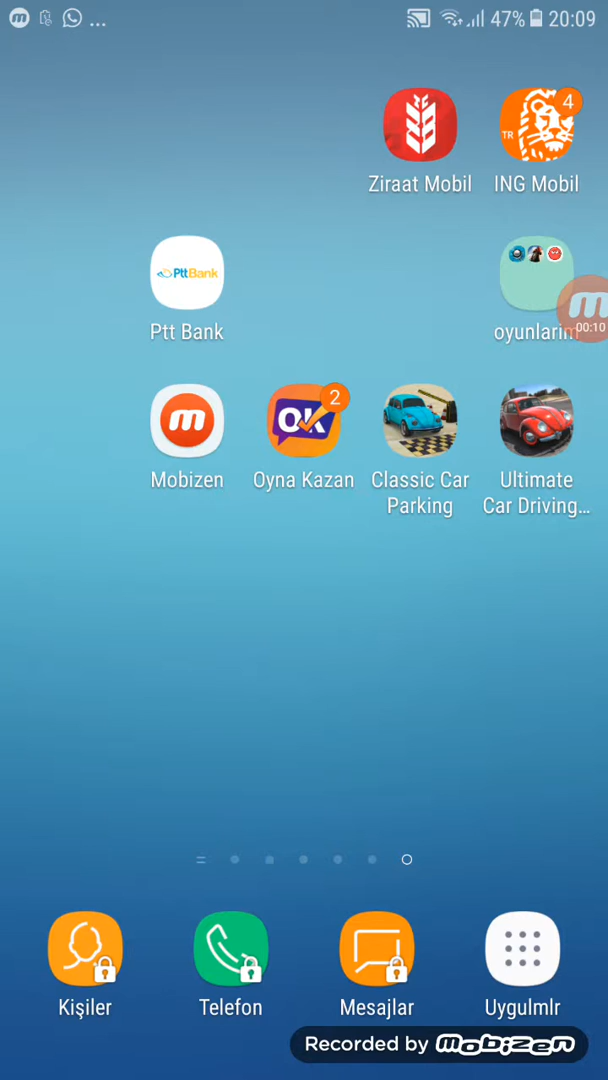 ... 47% 20:09
4
TR
Ziraat Mobil
ING Mobil
PttBank
Ptt Bank
oyunlarim
00:10
2
OK
Mobizen
Oyna Kazan
Classic Car
Parking
Ultimate
Car Driving...
Kişiler
Telefon
Mesajlar
Uygulmlr
Recorded by mobizen